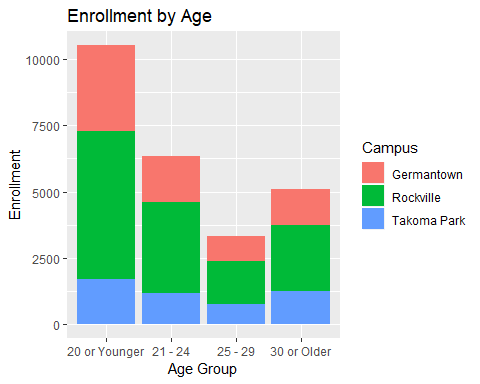 Enrollment by Age
Enrollment
10000
7500
5000
2500
0
20 or Younger
21 - 24
25 - 29
30 or Older
Age Group
Campus
Germantown
Rockville
Takoma Park